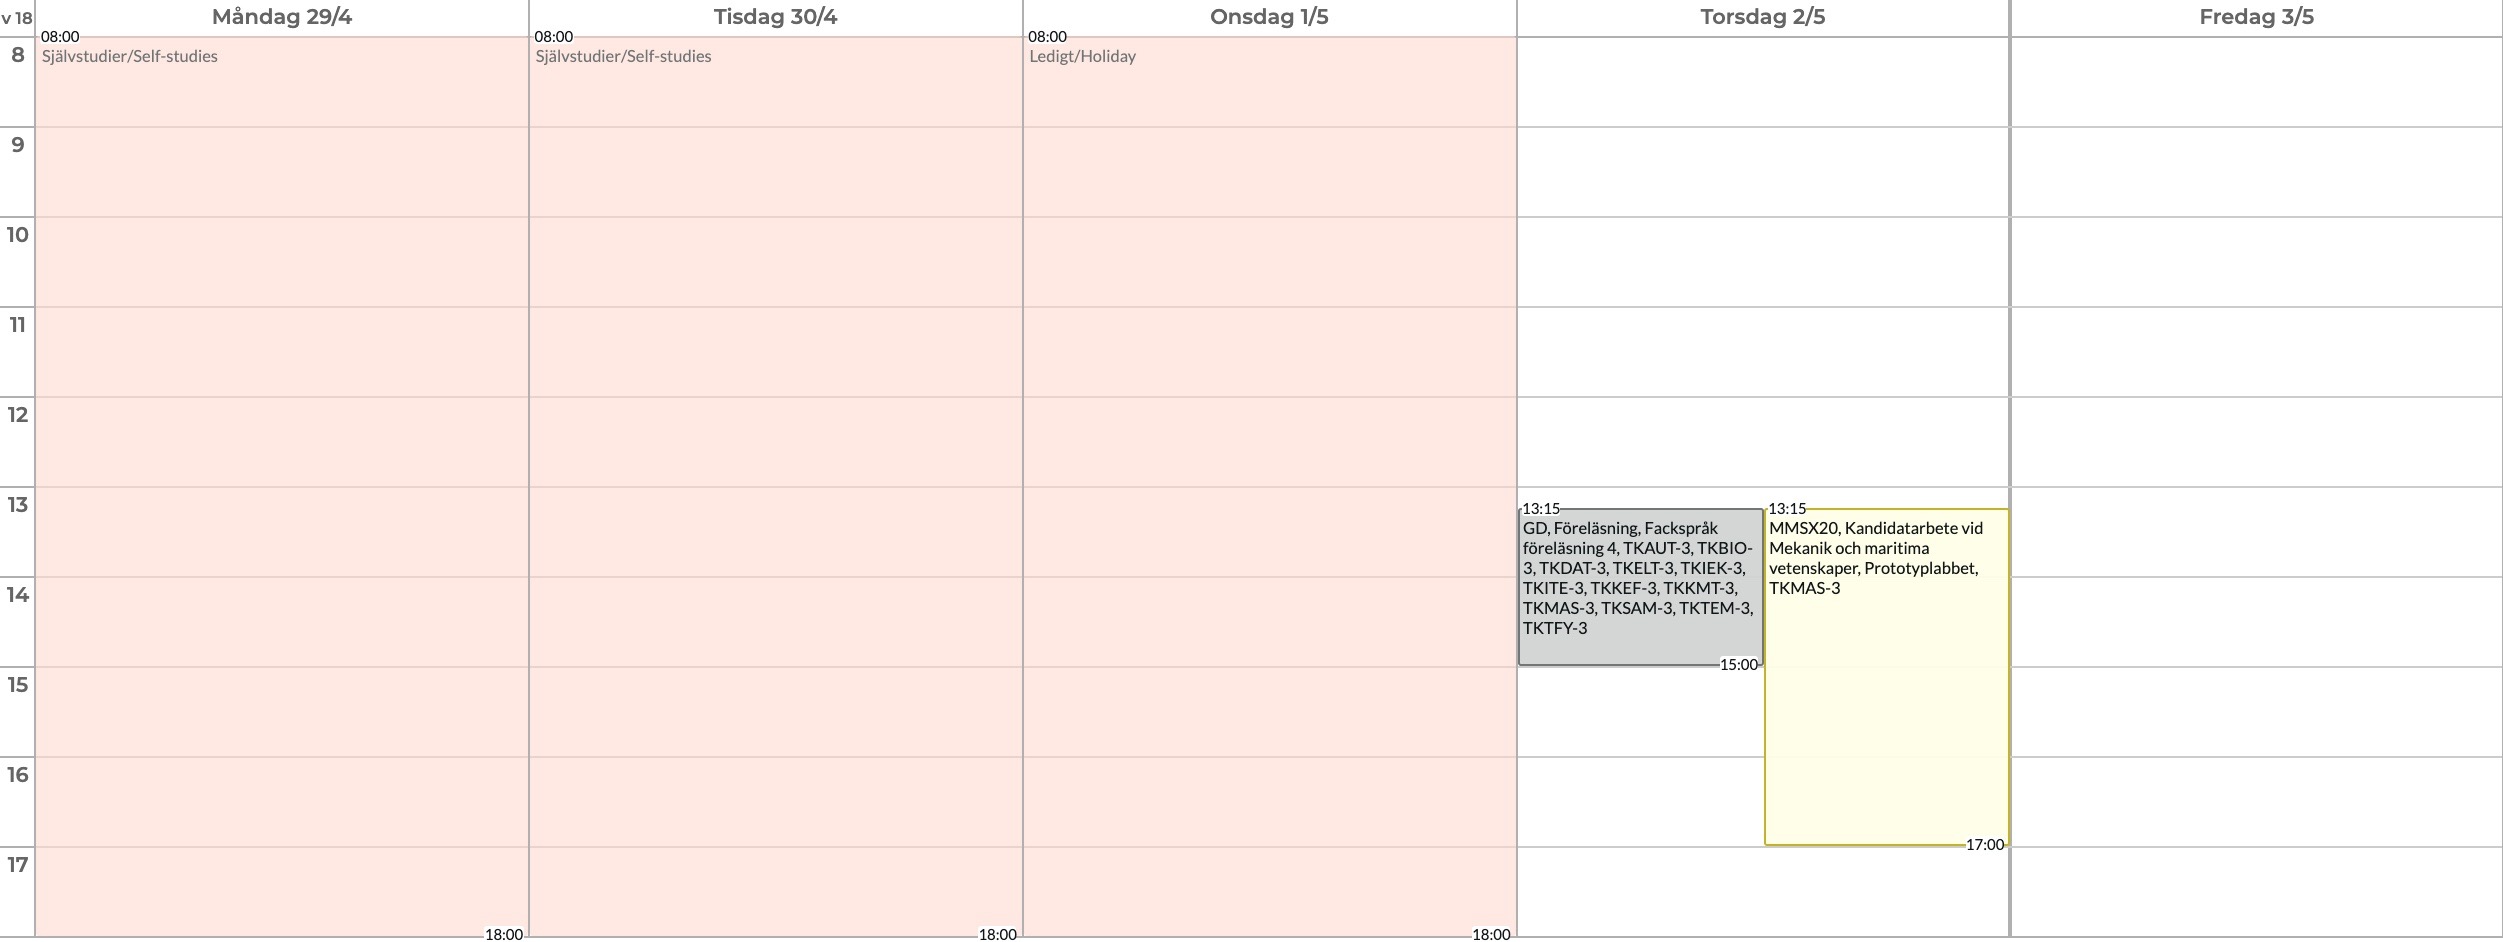 v 18
Måndag 29/4
Tisdag 30/4
Onsdag 1/5
Torsdag 2/5
Fredag 3/5
8
9
10
11
12
13
14
15
16
17
08:00
Självstudier/Self-studies
18:00
08:00
Självstudier/Self-studies
18:00
08:00
Ledigt/Holiday
18:00
13:15
GD, Föreläsning, Fackspråk
föreläsning 4, TKAUT-3, TKBIO-
3, TKDAT-3, TKELT-3, TKIEK-3,
TKITE-3, TKKEF-3, TKKMT-3,
TKMAS-3, TKSAM-3, TKTEM-3,
TKTFY-3
15:00
13:15
MMSX20, Kandidatarbete vid
Mekanik och maritima
vetenskaper, Prototyplabbet,
TKMAS-3
17:00